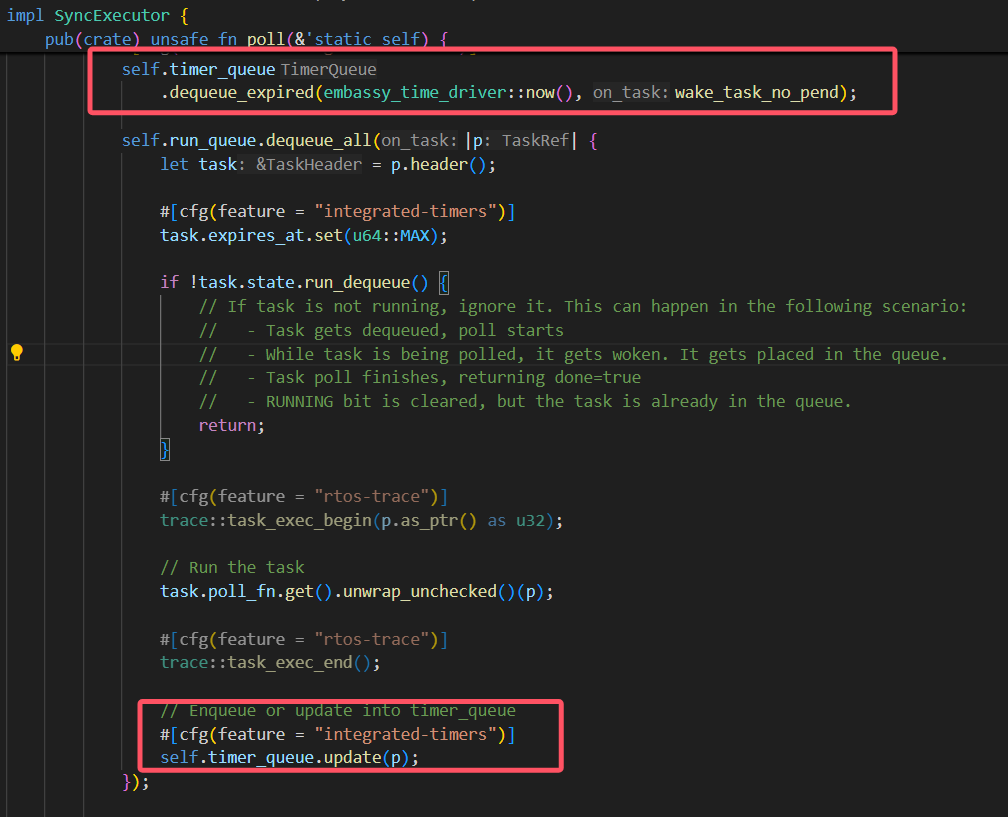 impl SyncExecutor {
    pub(crate) unsafe fn poll(&'static self) {
        self.timer_queue TimerQueue
            .dequeue_expired(embassy_time_driver::now(), on_task: wake_task_no_pend);
        self.run_queue.dequeue_all(on_task: |p: TaskRef| {
            let task: &TaskHeader = p.header();
            #[cfg(feature = "integrated-timers")]
            task.expires_at.set(u64::MAX);
            if !task.state.run_dequeue() {
                // If task is not running, ignore it. This can happen in the following scenario:
                //   - Task gets dequeued, poll starts
                //   - While task is being polled, it gets woken. It gets placed in the queue.
                //   - Task poll finishes, returning done=true
                //   - RUNNING bit is cleared, but the task is already in the queue.
                return;
            }
            #[cfg(feature = "rtos-trace")]
            trace::task_exec_begin(p.as_ptr() as u32);
            // Run the task
            task.poll_fn.get().unwrap_unchecked()(p);
            #[cfg(feature = "rtos-trace")]
            trace::task_exec_end();
            // Enqueue or update into timer_queue
            #[cfg(feature = "integrated-timers")]
            self.timer_queue.update(p);
        });